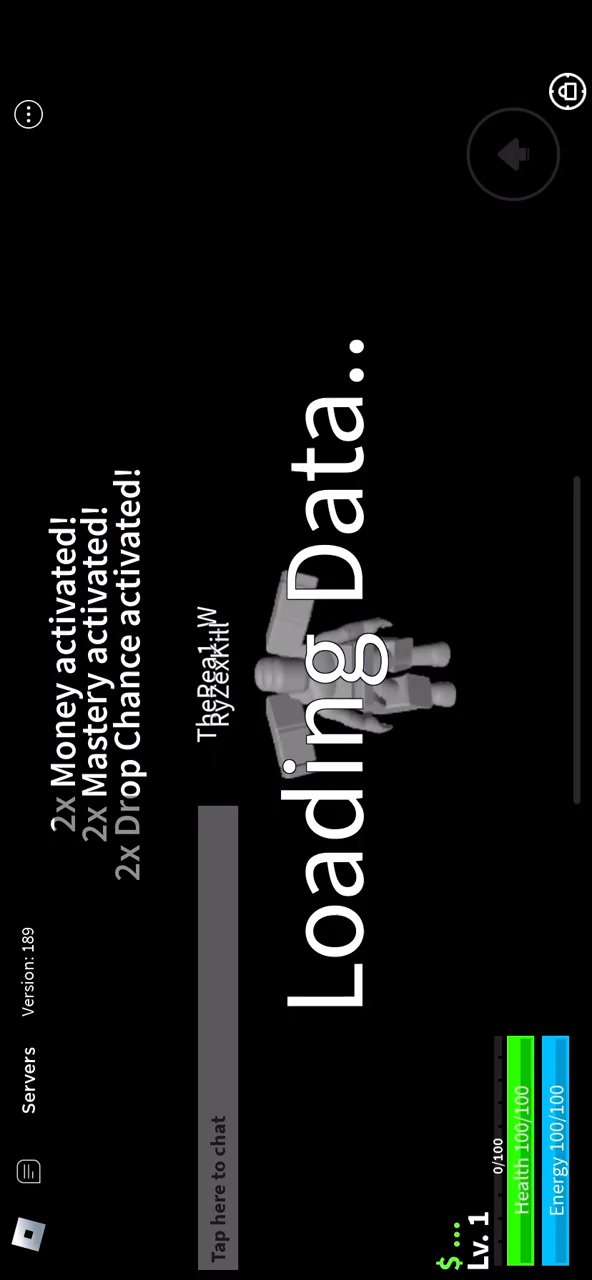 Servers
Version: 189
2x Money activated!
2x Mastery activated!
2x Drop Chance activated!
Tap here to chat
Loading Data..
$ ...
Lv. 1
0/100
Health 100/100
Energy 100/100